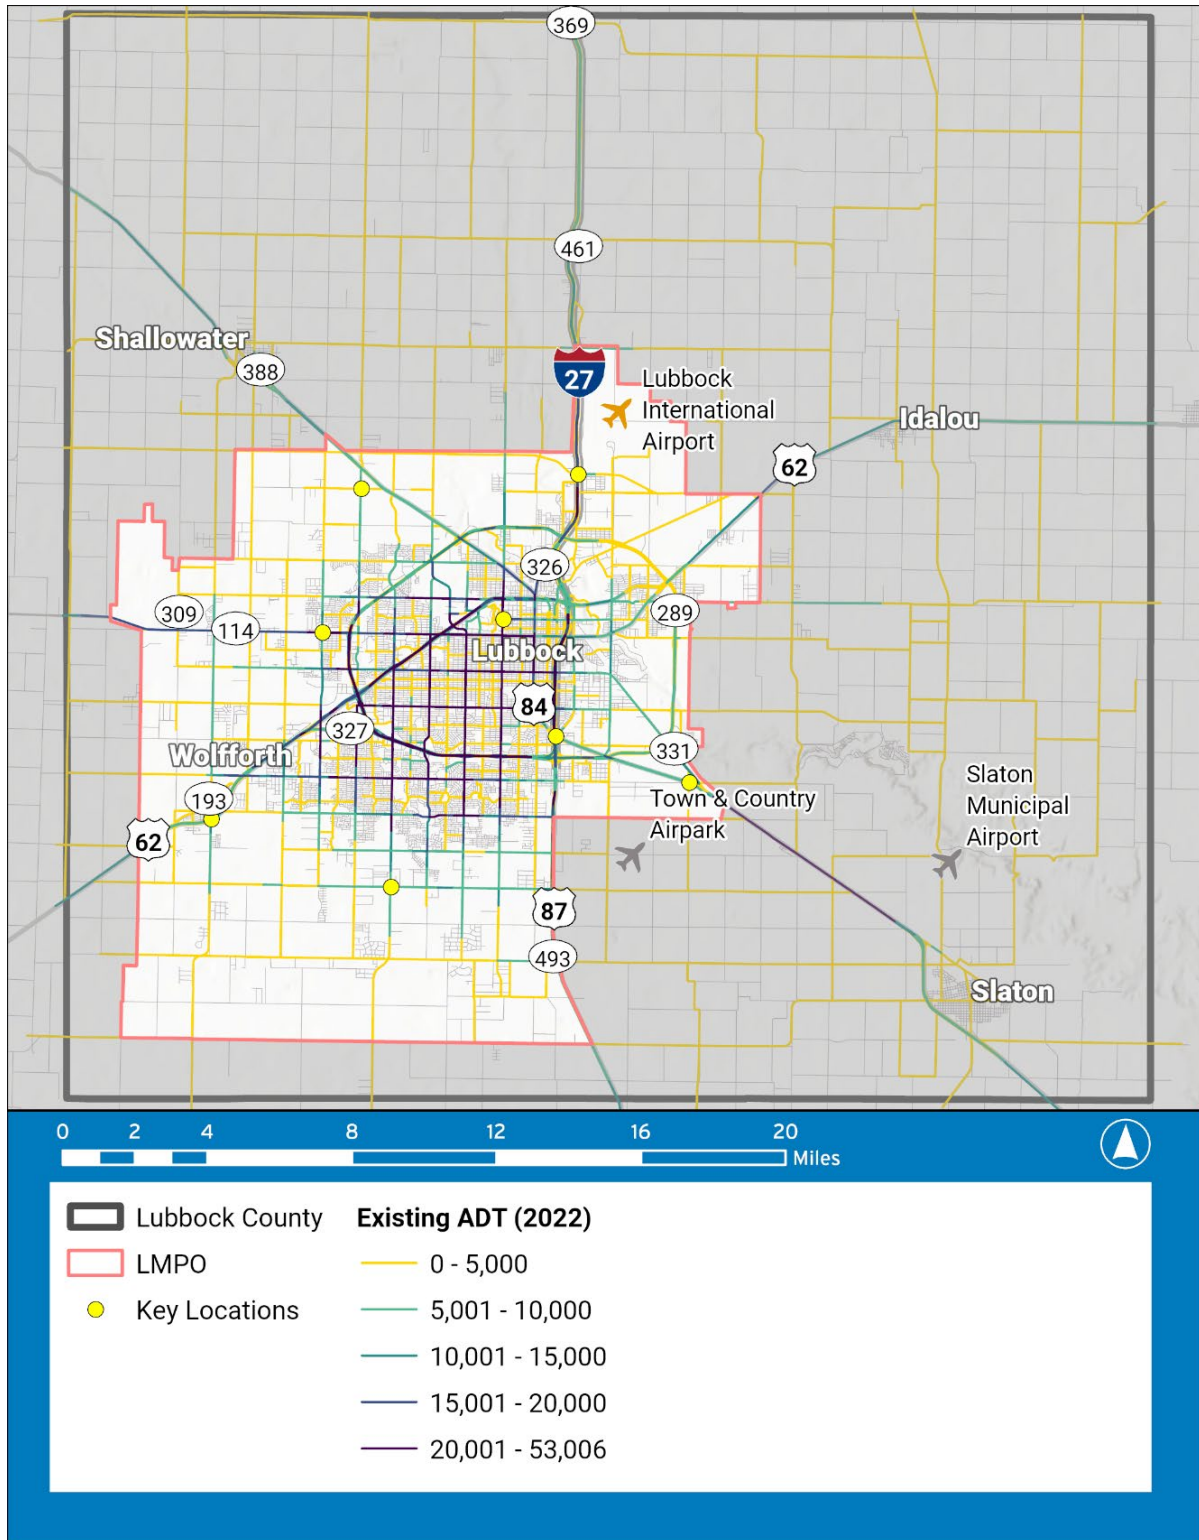 369
461
Shallowater
388
27
Lubbock
International
Airport
Idalou
62
326
309
114
289
Lubbock
84
327
331
Wolfforth
193
62
Town & Country
Airpark
Slaton
Municipal
Airport
87
493
Slaton
0 2 4 8 12 16 20
Miles
Lubbock County
LMPO
Key Locations
Existing ADT (2022)
0 - 5,000
5,001 - 10,000
10,001 - 15,000
15,001 - 20,000
20,001 - 53,006